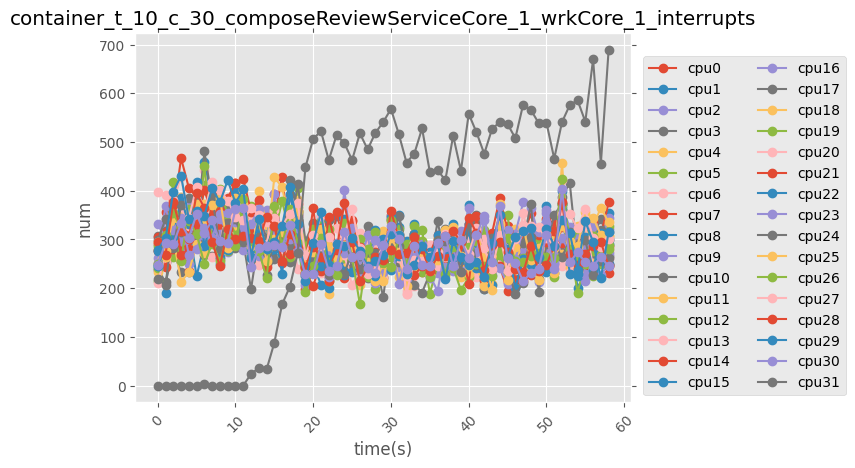 container_t_10_c_30_composeReviewServiceCore_1_wrkCore_1_interrupts
700
600
500
400
300
200
100
0
num
0
10
20
30
40
50
60
time(s)
cpu0
cpu1
cpu2
cpu3
cpu4
cpu5
cpu6
cpu7
cpu8
cpu9
cpu10
cpu11
cpu12
cpu13
cpu14
cpu15
cpu16
cpu17
cpu18
cpu19
cpu20
cpu21
cpu22
cpu23
cpu24
cpu25
cpu26
cpu27
cpu28
cpu29
cpu30
cpu31